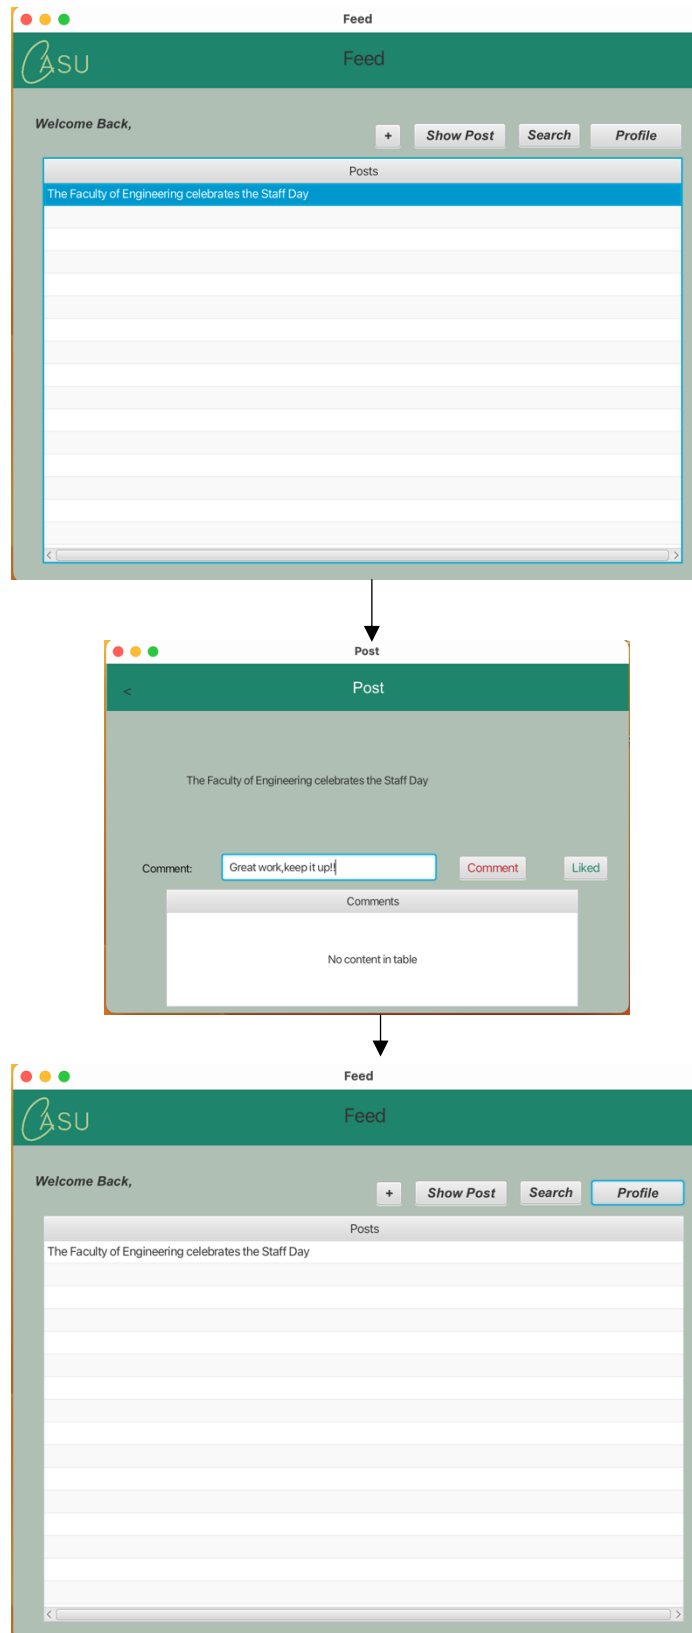 Feed
ASU
Feed
Welcome Back,
+ Show Post Search Profile
Posts
The Faculty of Engineering celebrates the Staff Day
< >
Post
< Post
The Faculty of Engineering celebrates the Staff Day
Comment: Great work,keep it up!! Comment Liked
Comments
No content in table
Feed
ASU
Feed
Welcome Back,
+ Show Post Search Profile
Posts
The Faculty of Engineering celebrates the Staff Day
< >